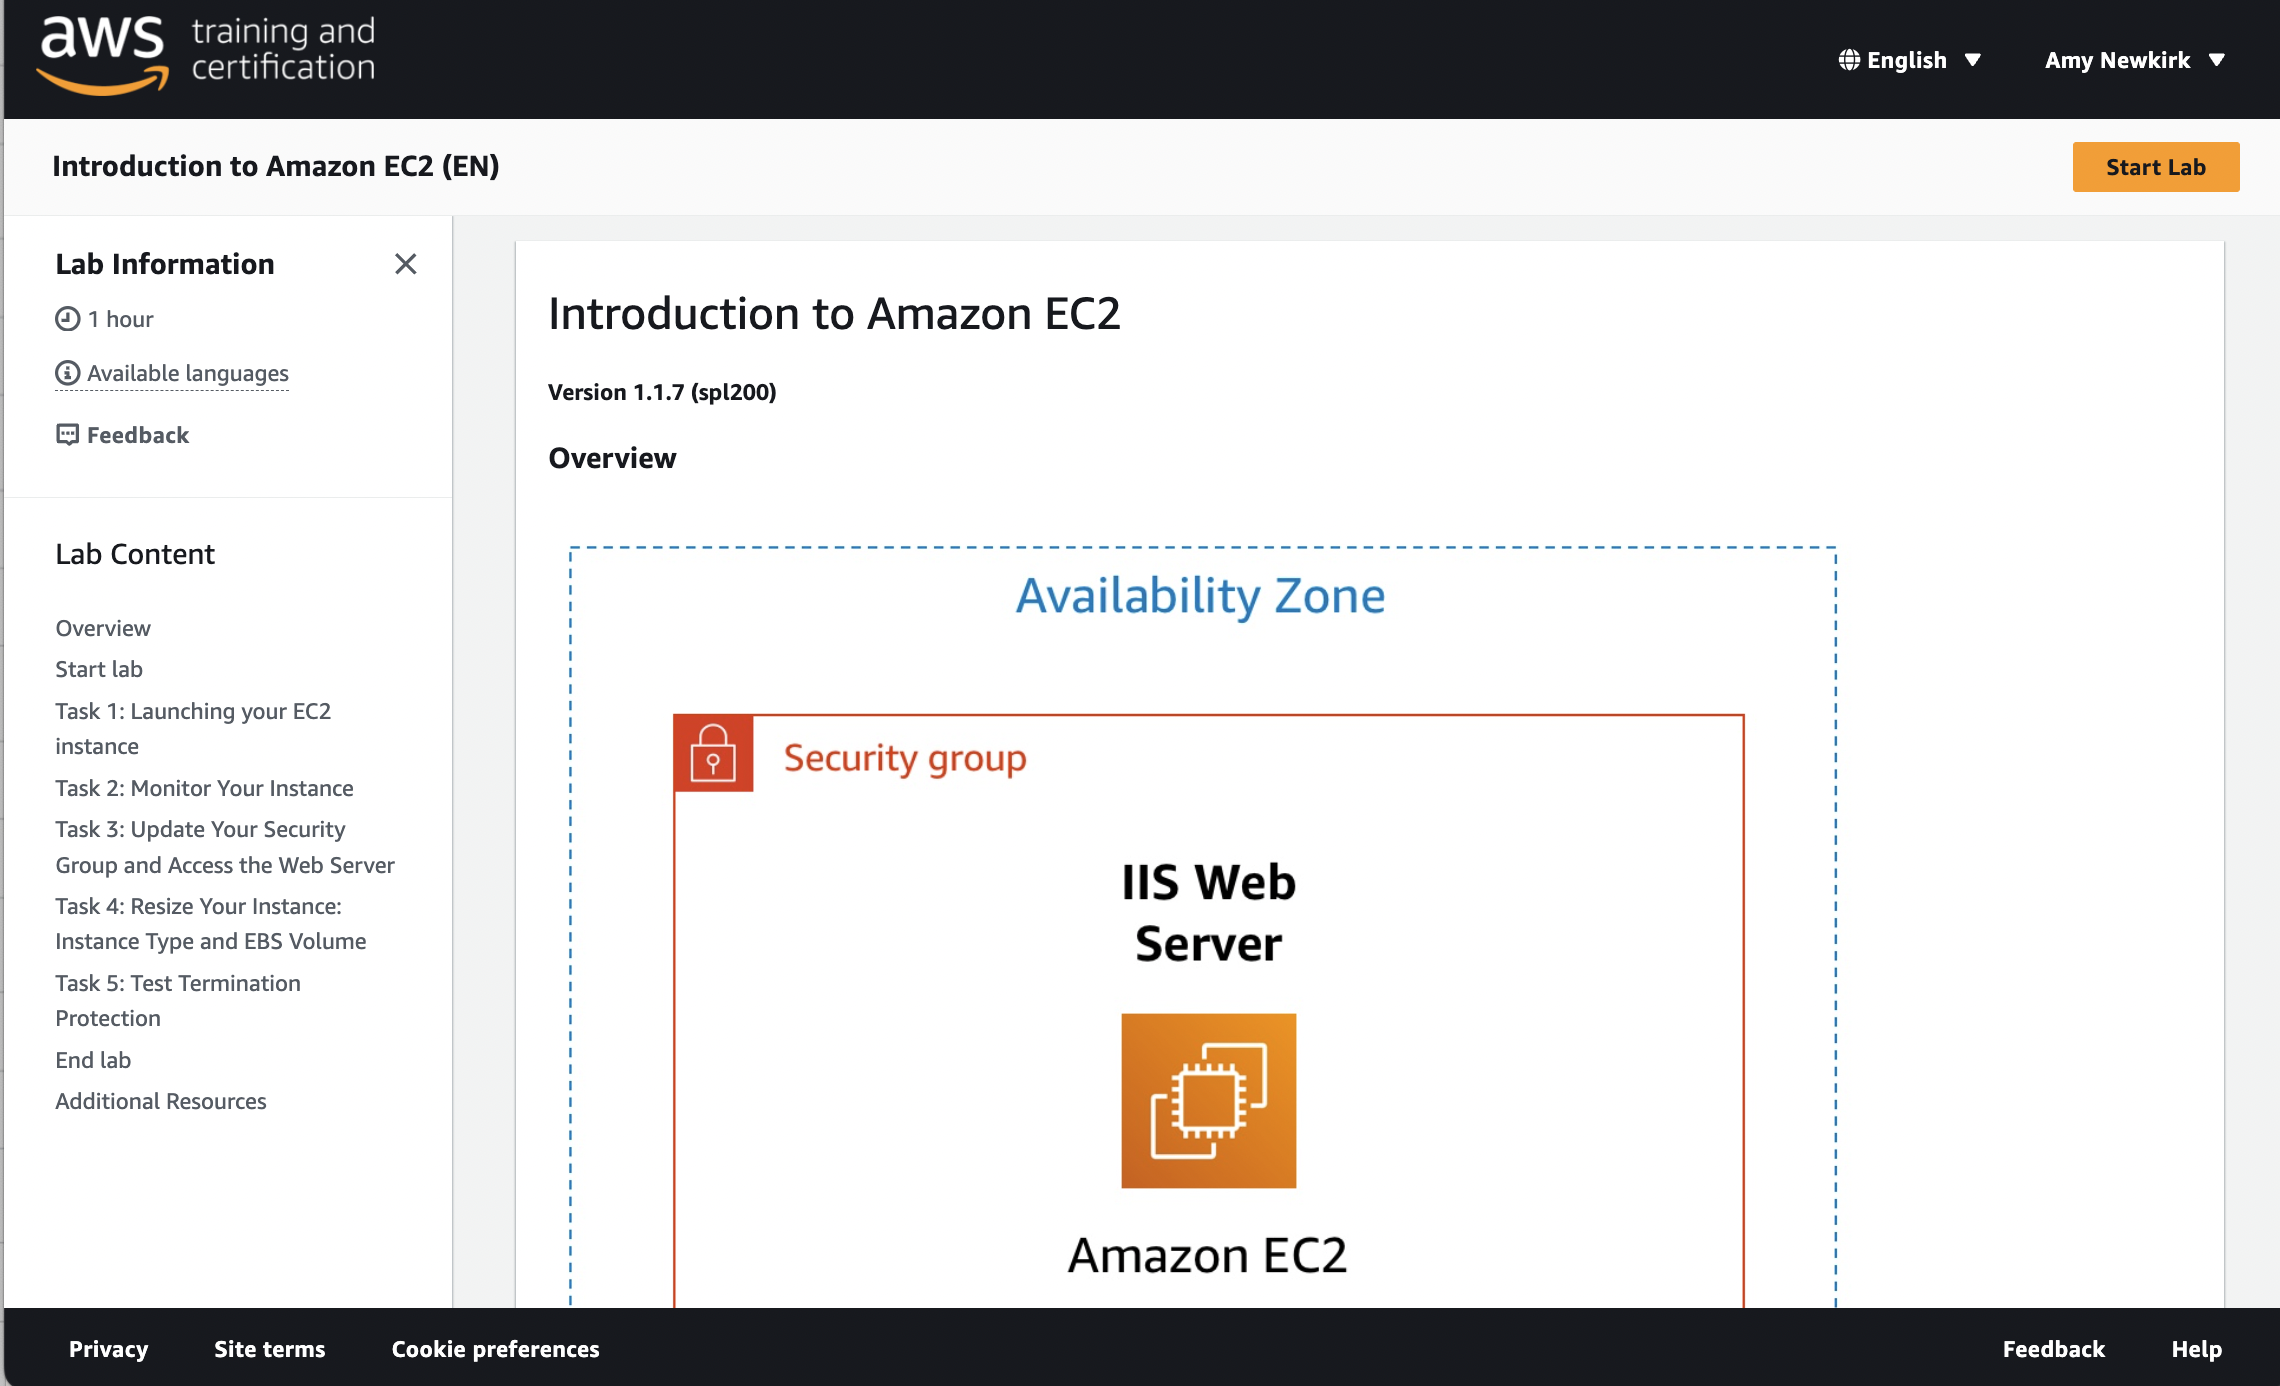 aws training and certification
English
Amy Newkirk
Introduction to Amazon EC2 (EN)
Start Lab
Lab Information
1 hour
Available languages
Feedback
Lab Content
Overview
Start lab
Task 1: Launching your EC2
instance
Task 2: Monitor Your Instance
Task 3: Update Your Security
Group and Access the Web Server
Task 4: Resize Your Instance:
Instance Type and EBS Volume
Task 5: Test Termination
Protection
End lab
Additional Resources
Introduction to Amazon EC2
Version 1.1.7 (spl200)
Overview
Availability Zone
Security group
IIS Web
Server
Amazon EC2
Privacy
Site terms
Cookie preferences
Feedback
Help